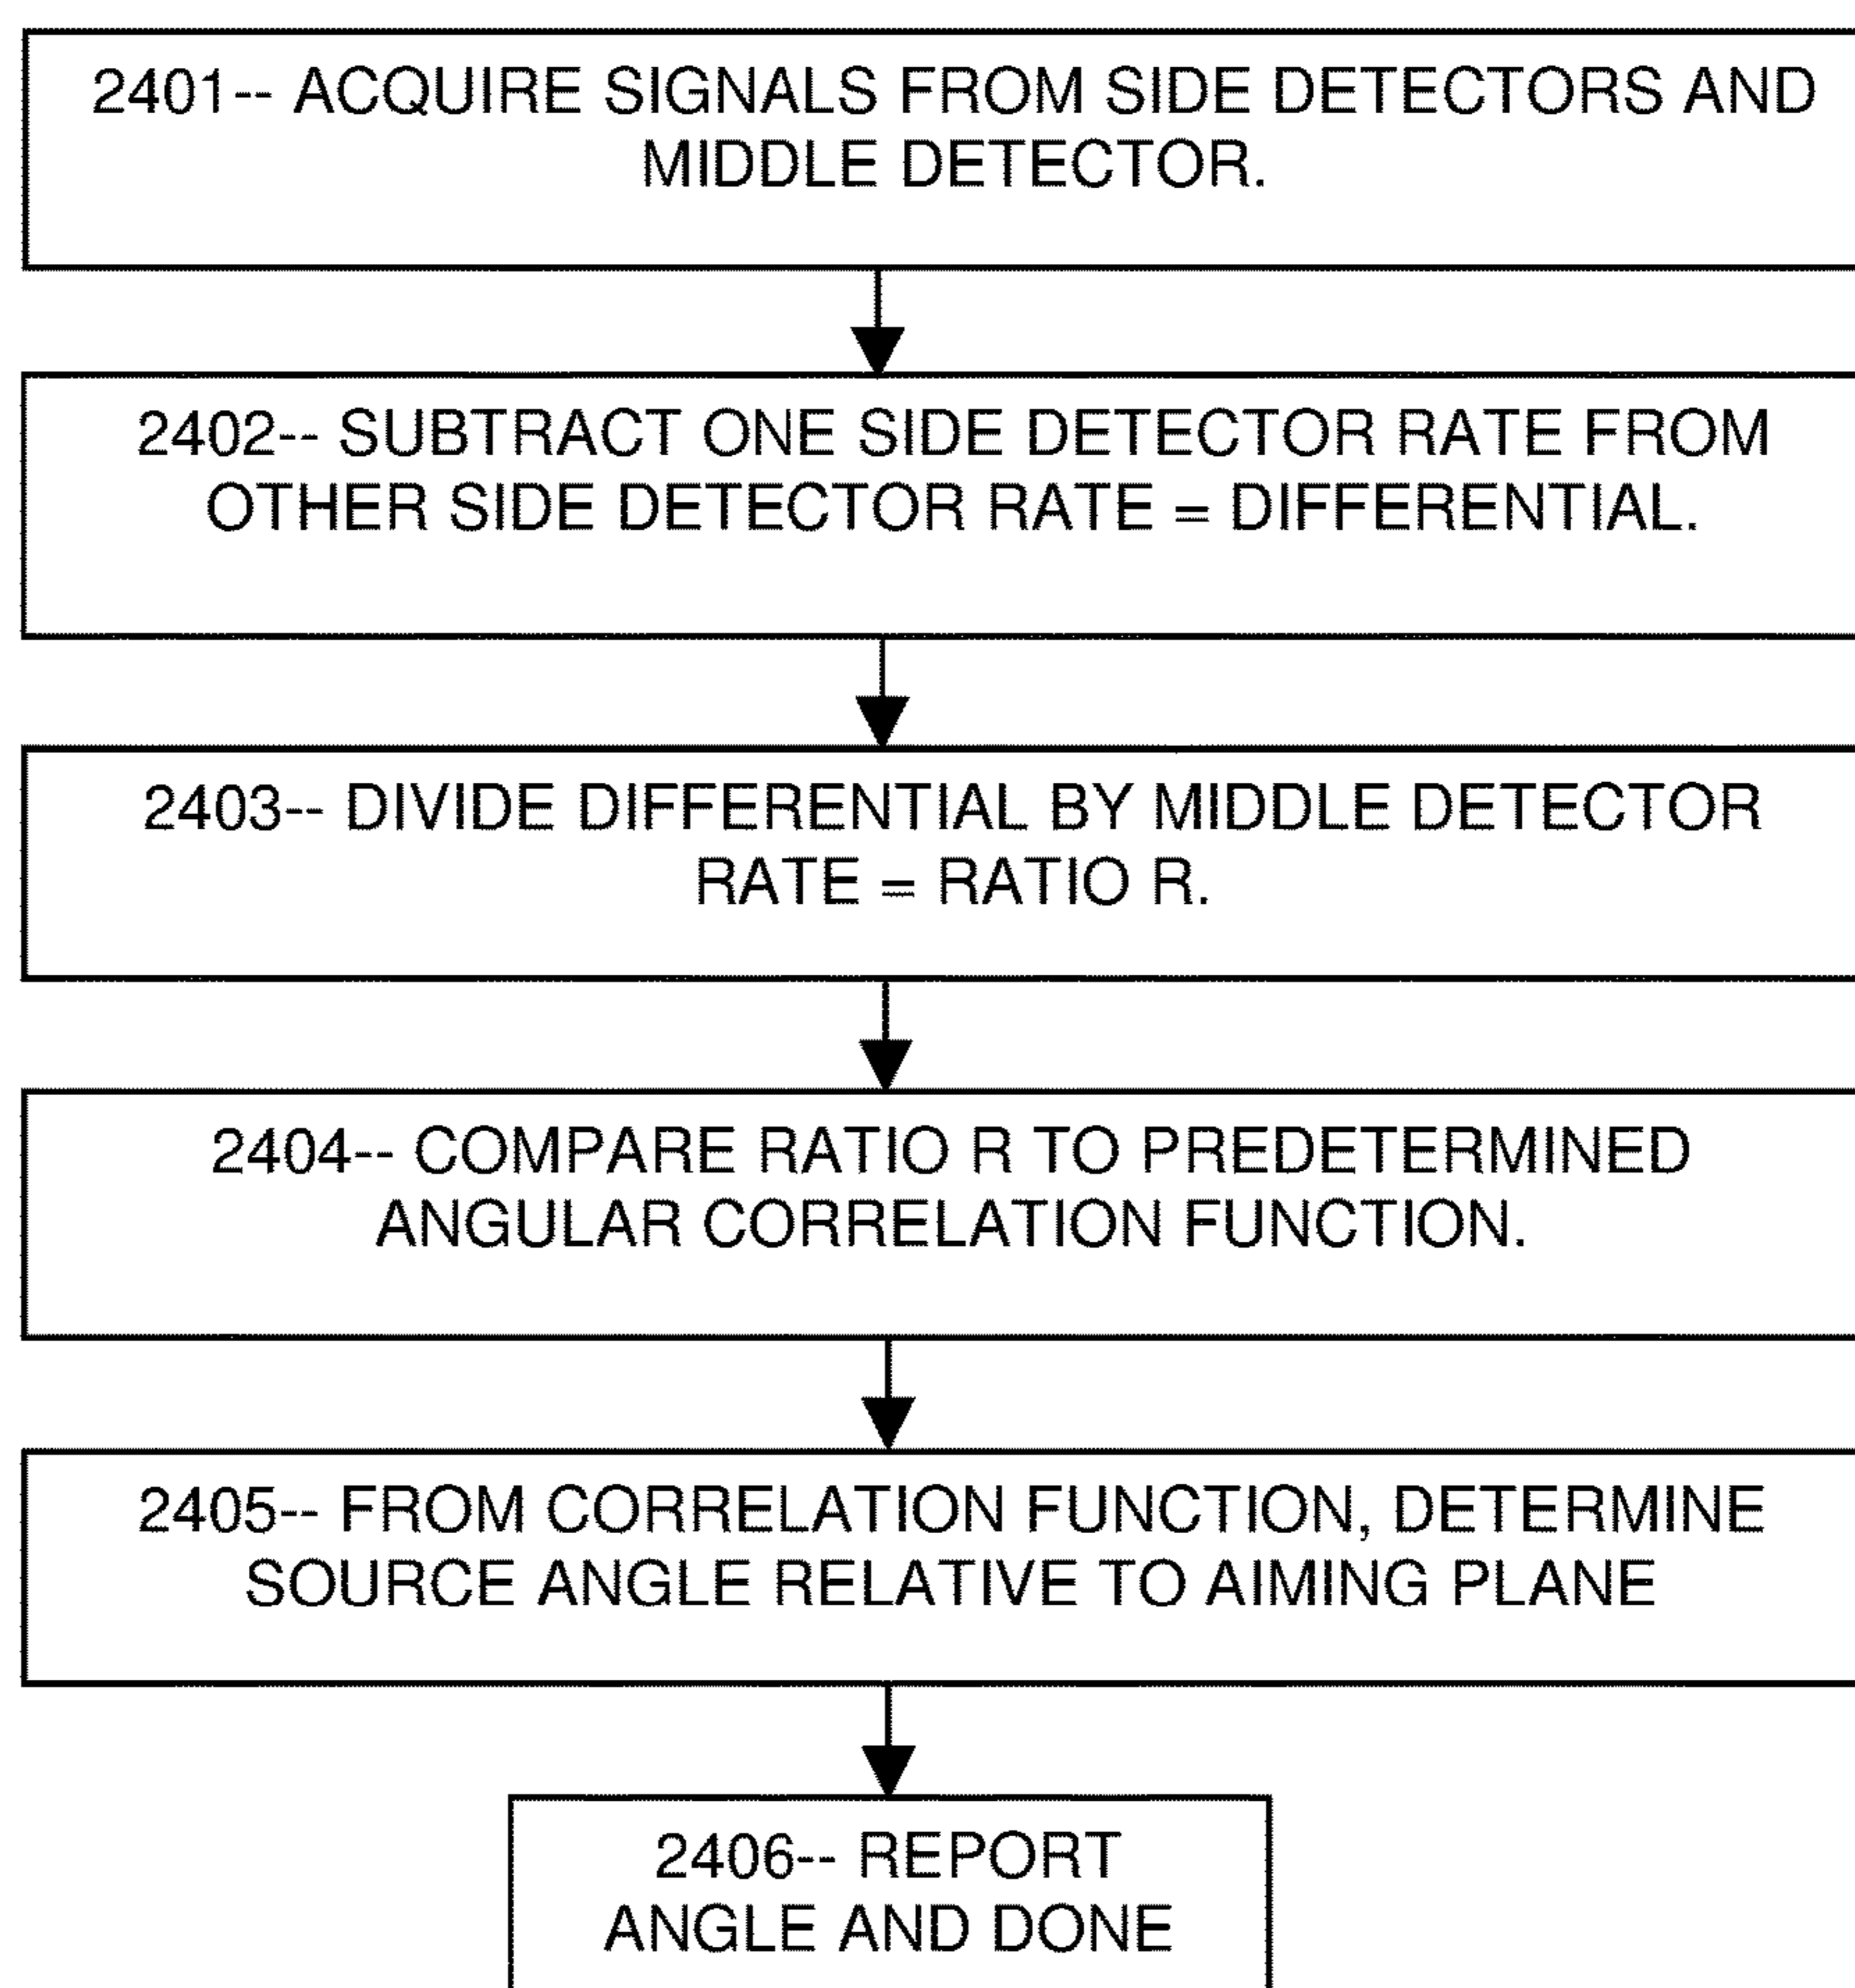 2401-- ACQUIRE SIGNALS FROM SIDE DETECTORS AND
MIDDLE DETECTOR.
2402-- SUBTRACT ONE SIDE DETECTOR RATE FROM
OTHER SIDE DETECTOR RATE = DIFFERENTIAL.
2403-- DIVIDE DIFFERENTIAL BY MIDDLE DETECTOR
RATE = RATIO R.
2404-- COMPARE RATIO R TO PREDETERMINED
ANGULAR CORRELATION FUNCTION.
2405-- FROM CORRELATION FUNCTION, DETERMINE
SOURCE ANGLE RELATIVE TO AIMING PLANE
2406-- REPORT
ANGLE AND DONE